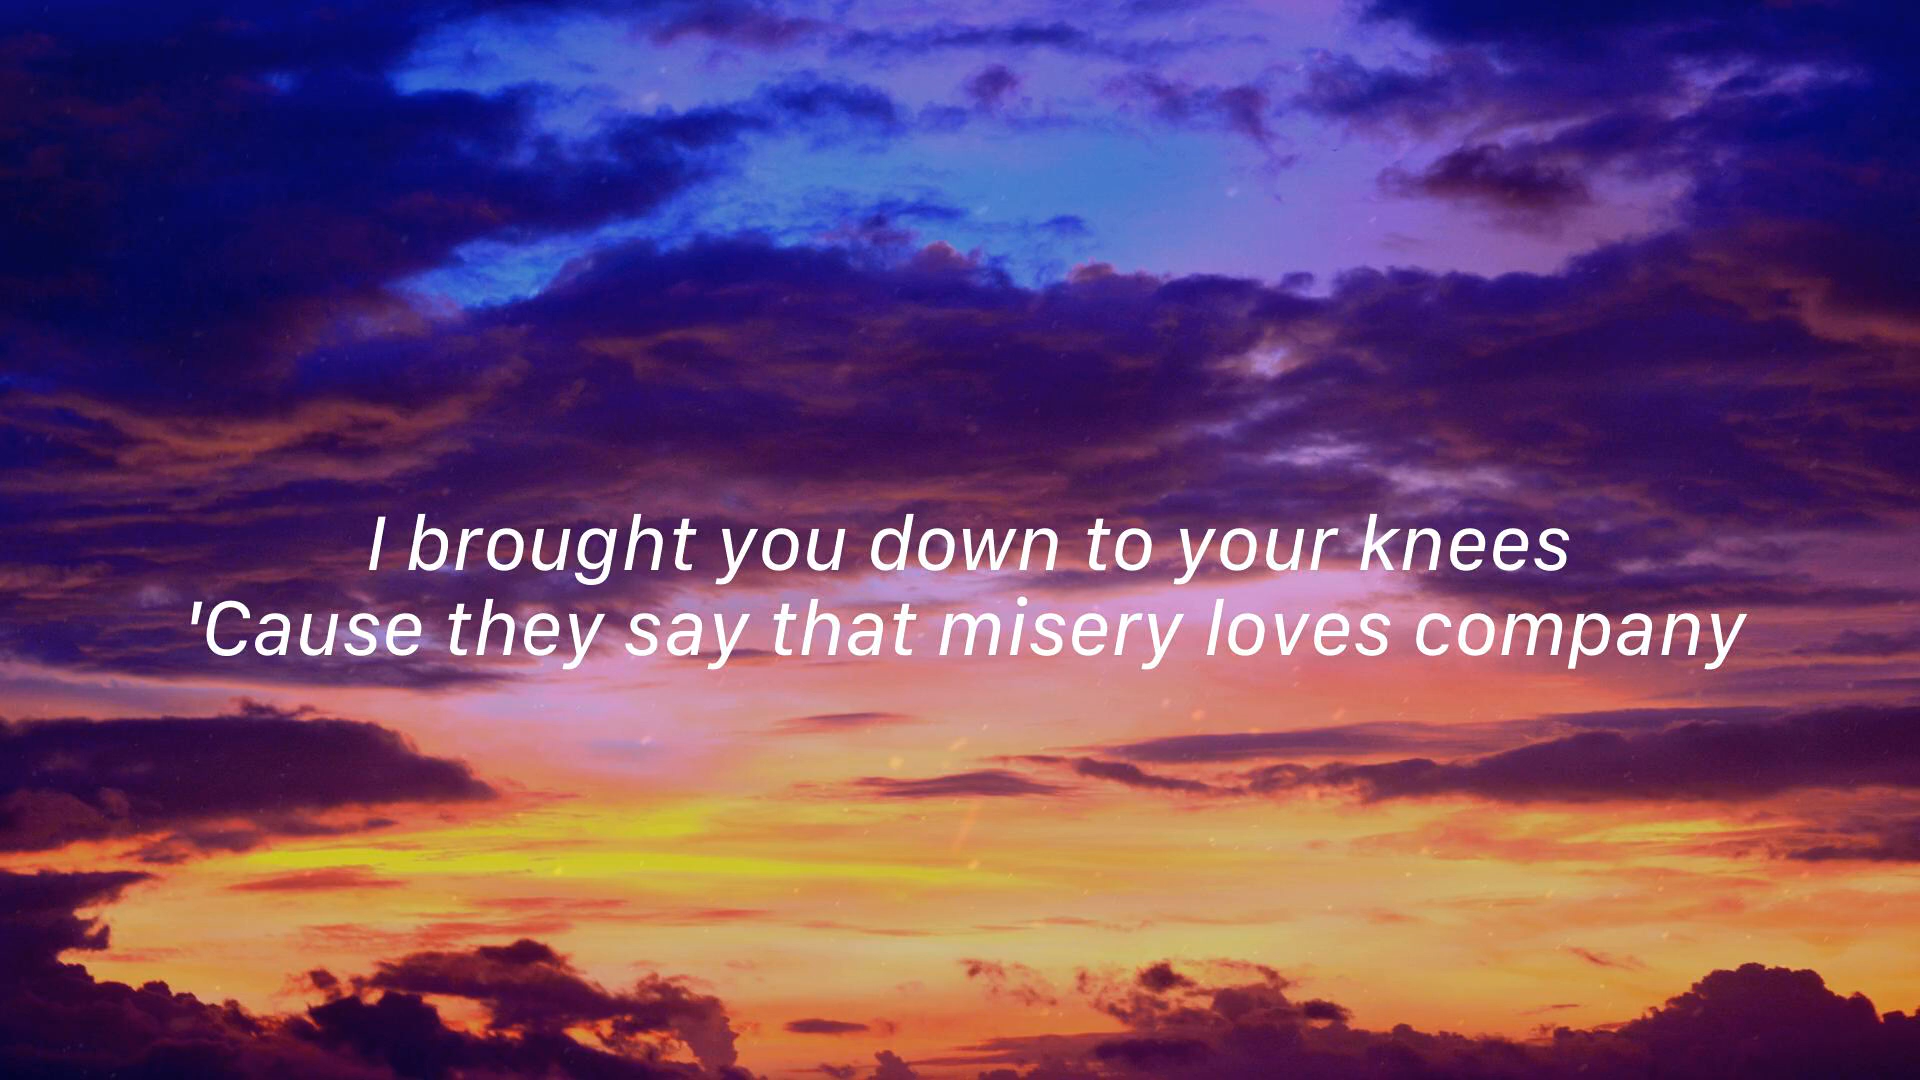 I brought you down to your knees
'Cause they say that misery loves company